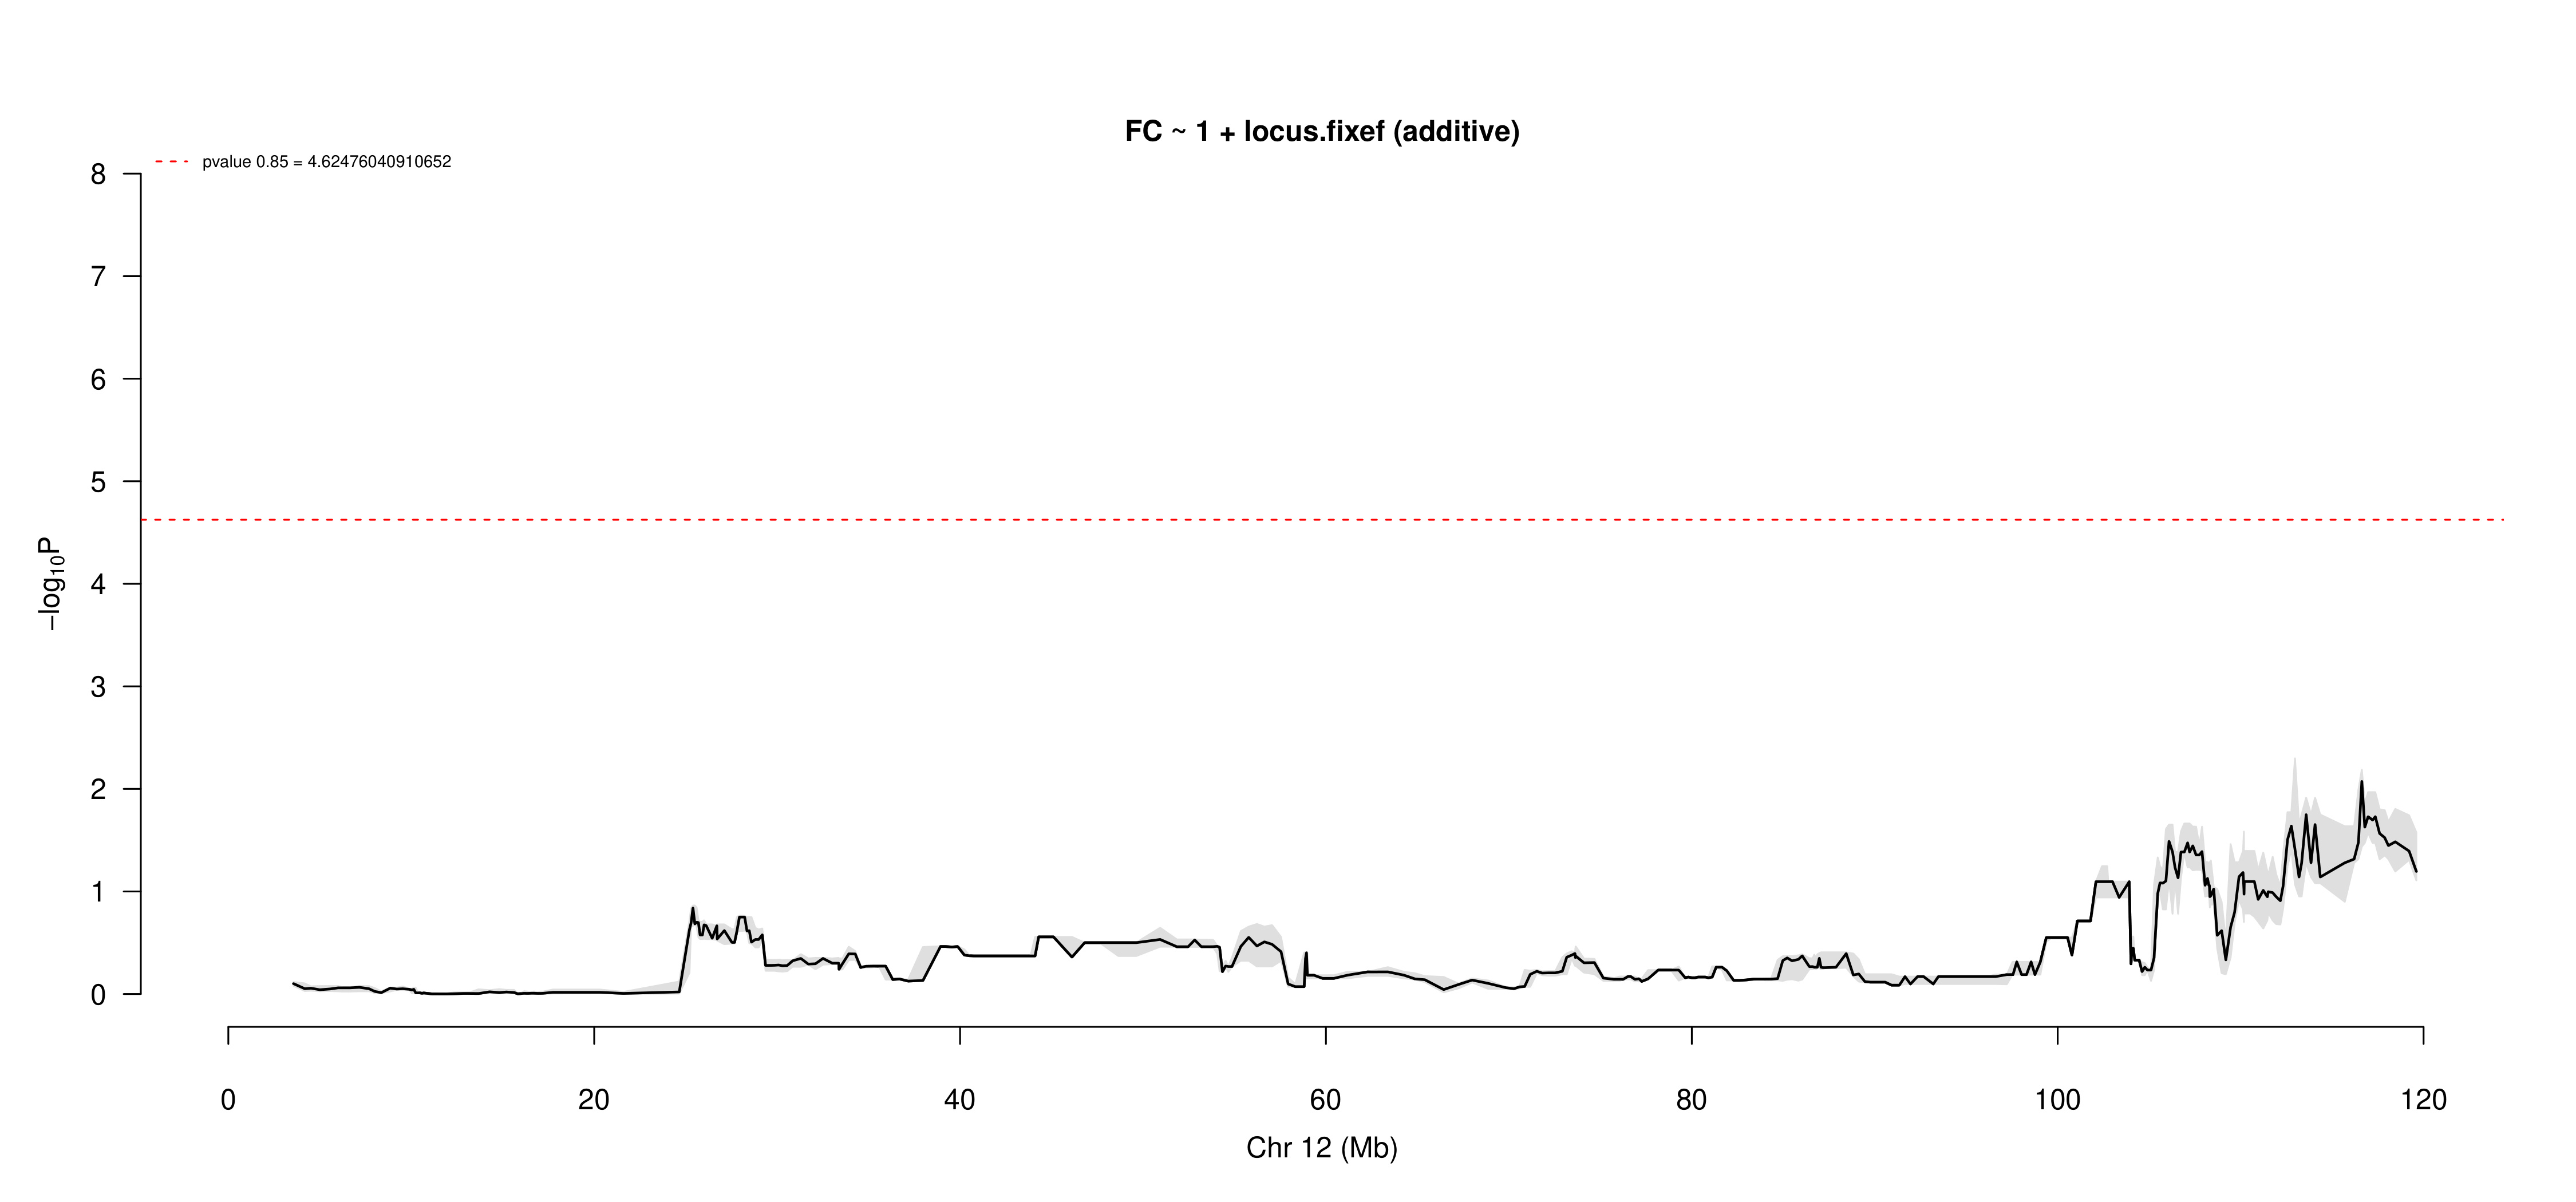 FC ~ 1 + locus.fixef (additive)
pvalue 0.85 = 4.62476040910652
8
7
6
5
4
3
2
1
0
−log10P
0 20 40 60 80 100 120
Chr 12 (Mb)